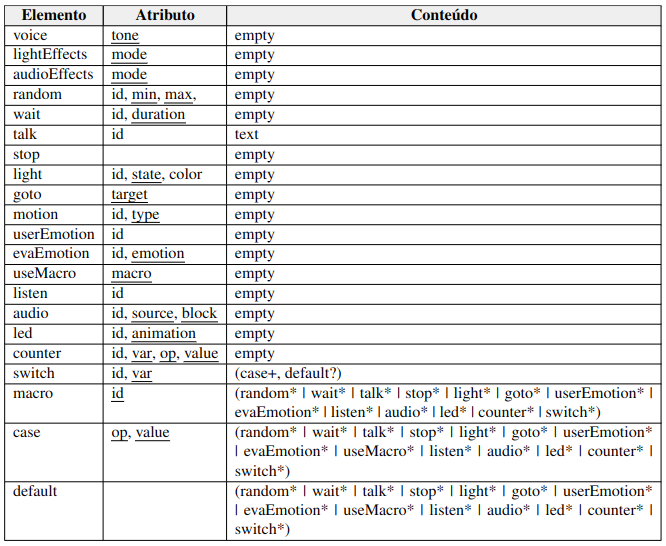 Elemento Atributo Conteúdo
voice tone empty
lightEffects mode empty
audioEffects mode empty
random id, min, max, empty
wait id, duration empty
talk id text
stop empty
light id, state, color empty
goto target empty
motion id, type empty
userEmotion id empty
evaEmotion id, emotion empty
useMacro macro empty
listen id empty
audio id, source, block empty
led id, animation empty
counter id, var, op, value empty
switch id, var (case+, default?)
macro id (random* | wait* | talk* | stop* | light* | goto* | userEmotion* |
evaEmotion* | listen* | audio* | led* | counter* | switch*)
case op, value (random* | wait* | talk* | stop* | light* | goto* | userEmotion*
| evaEmotion* | useMacro* | listen* | audio* | led* | counter* |
switch*)
default (random* | wait* | talk* | stop* | light* | goto* | userEmotion*
| evaEmotion* | useMacro* | listen* | audio* | led* | counter* |
switch*)